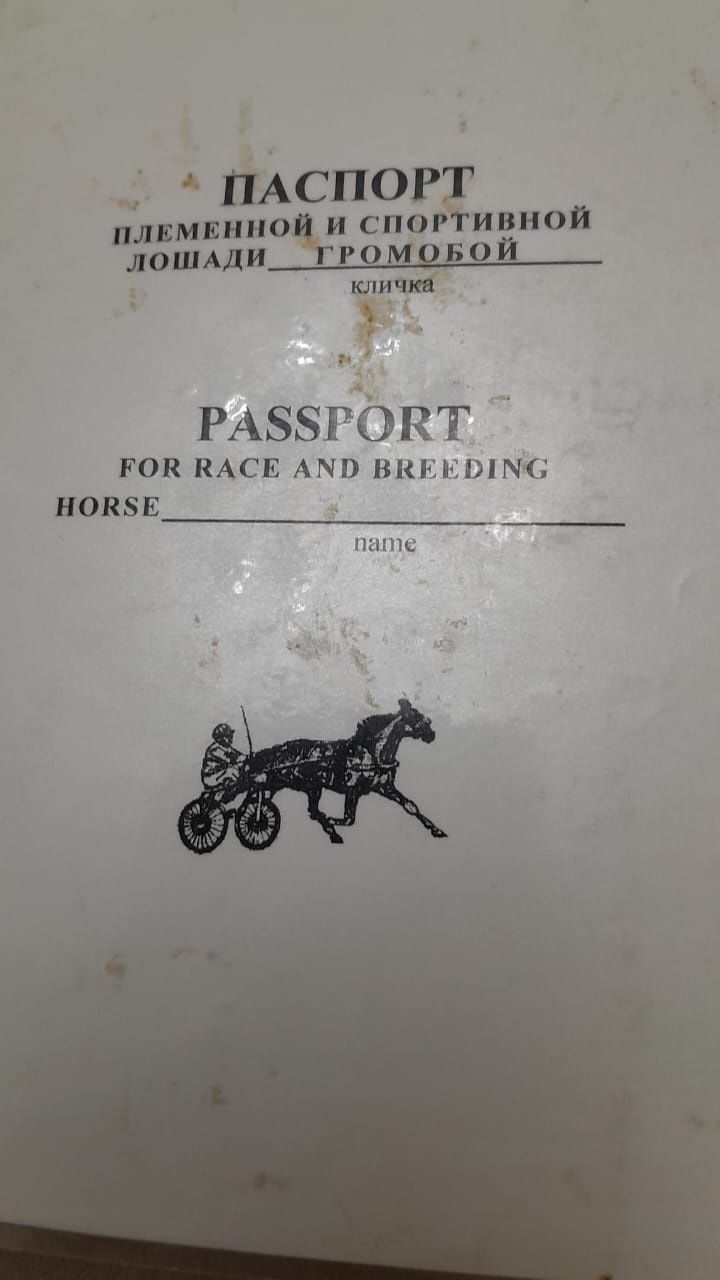 ПАСПОРТ
ПЛЕМЕННОЙ И СПОРТИВНОЙ
ЛОШАДИ ГРОМОБОЙ
кличка
PASSPORT
FOR RACE AND BREEDING
HORSE
name